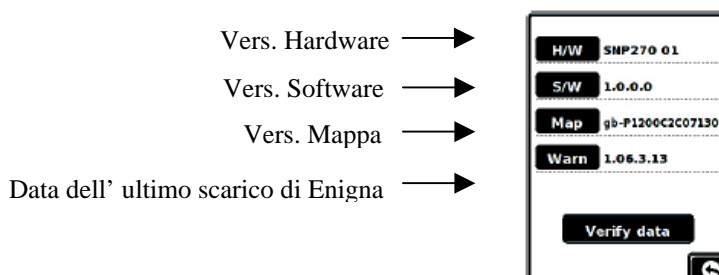 Vers. Hardware
H/W SNP270 01
Vers. Software
S/W 1.0.0.0
Vers. Mappa
Map gb-P1200C2C07130
Warn 1.06.3.13
Data dell’ ultimo scarico di Enigna
Verify data